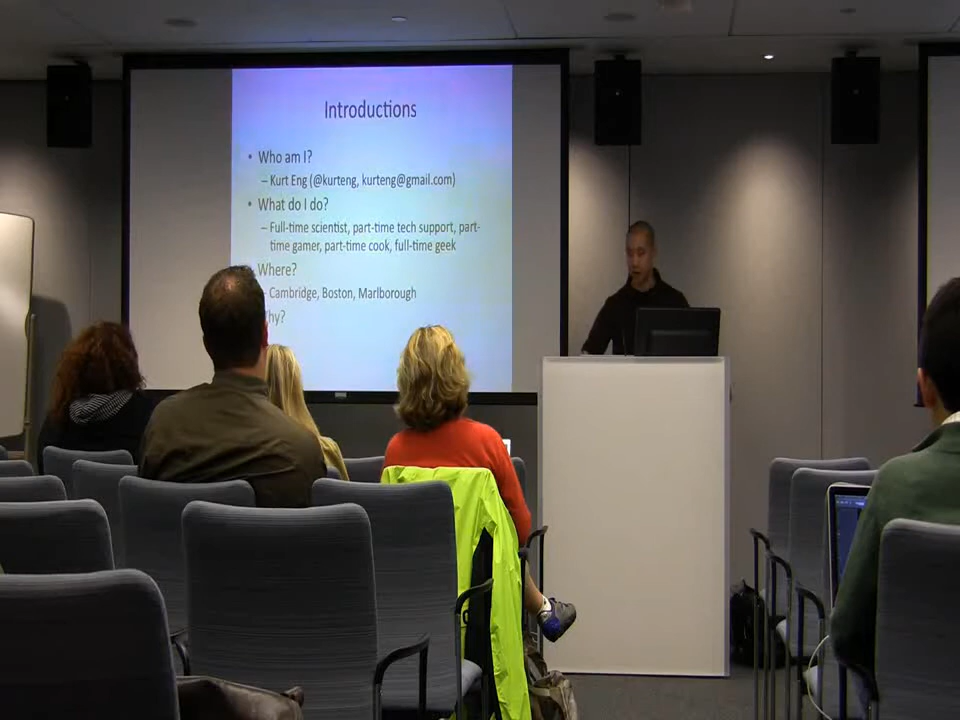 Introductions
• Who am I?
– Kurt Eng (@kurteng, kurteng@gmail.com)
• What do I do?
– Full-time scientist, part-time tech support, part-
time gamer, part-time cook, full-time geek
Where?
Cambridge, Boston, Marlborough
hy?